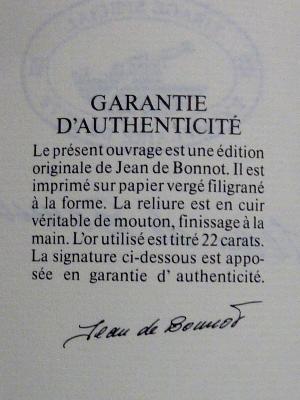 GARANTIE
D'AUTHENTICITÉ
Le présent ouvrage est une édition
originale de Jean de Bonnot. Il est
imprimé sur papier vergé filigrané
à la forme. La reliure est en cuir
véritable de mouton, finissage à la
main. L'or utilisé est titré 22 carats.
La signature ci-dessous est appo-
sée en garantie d' authenticité.
Jean de Bonnot